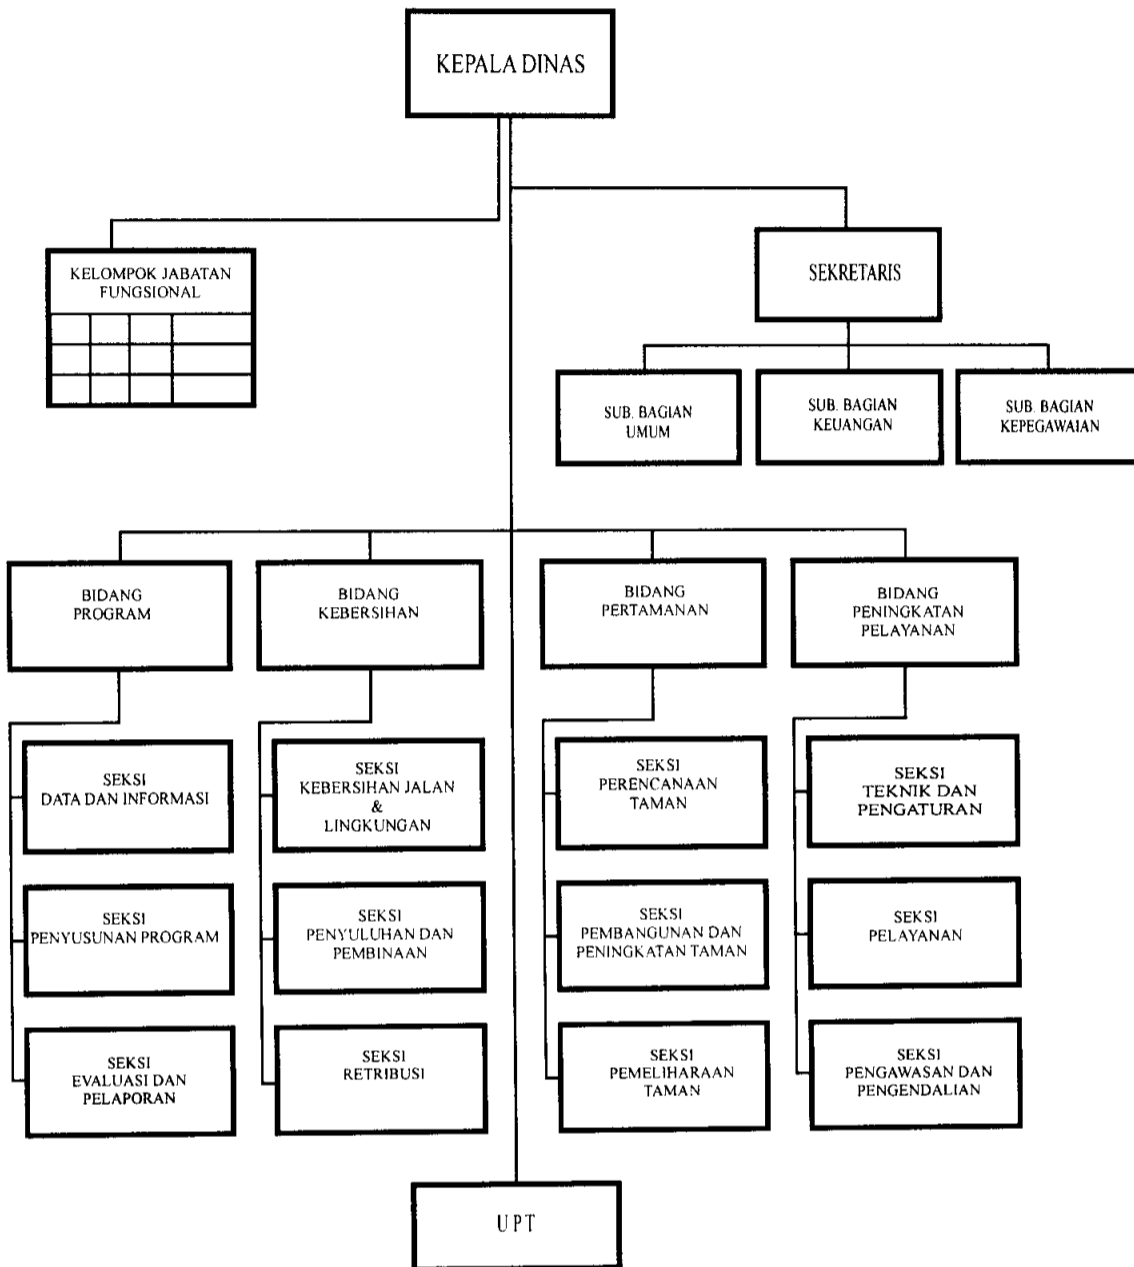 KEPALA DINAS
KELOMPOK JABATAN
FUNGSIONAL
SEKRETARIS
SUB. BAGIAN
UMUM
SUB. BAGIAN
KEUANGAN
SUB. BAGIAN
KEPEGAWAIAN
BIDANG
PROGRAM
BIDANG
KEBERSIHAN
BIDANG
PERTAMANAN
BIDANG
PENINGKATAN
PELAYANAN
SEKSI
DATA DAN INFORMASI
SEKSI
KEBERSIHAN JALAN
&
LINGKUNGAN
SEKSI
PERENCANAAN
TAMAN
SEKSI
TEKNIK DAN
PENGATURAN
SEKSI
PENYUSUNAN PROGRAM
SEKSI
PENYULUHAN DAN
PEMBINAAN
SEKSI
PEMBANGUNAN DAN
PENINGKATAN TAMAN
SEKSI
PELAYANAN
SEKSI
EVALUASI DAN
PELAPORAN
SEKSI
RETRIBUSI
SEKSI
PEMELIHARAAN
TAMAN
SEKSI
PENGAWASAN DAN
PENGENDALIAN
UPT